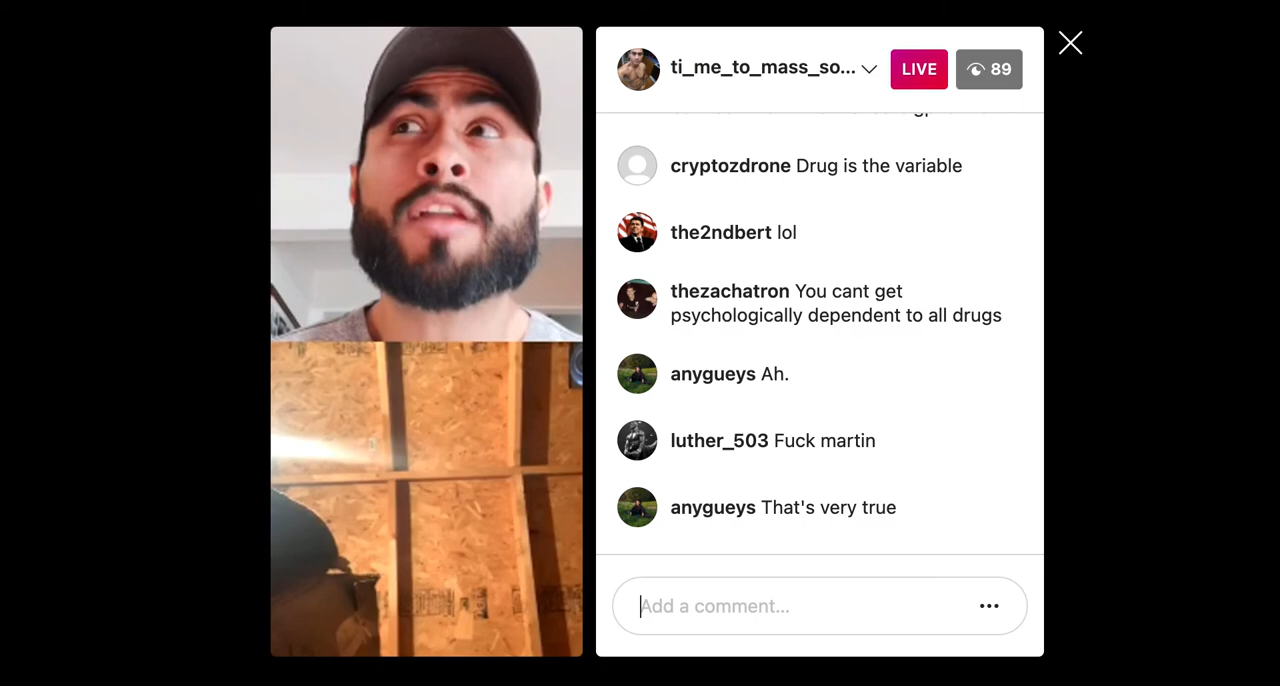 ti_me_to_mass_so...
LIVE
89
cryptozdrone Drug is the variable
the2ndbert lol
thezachatron You cant get
psychologically dependent to all drugs
anygueys Ah.
luther_503 Fuck martin
anygueys That's very true
Add a comment...